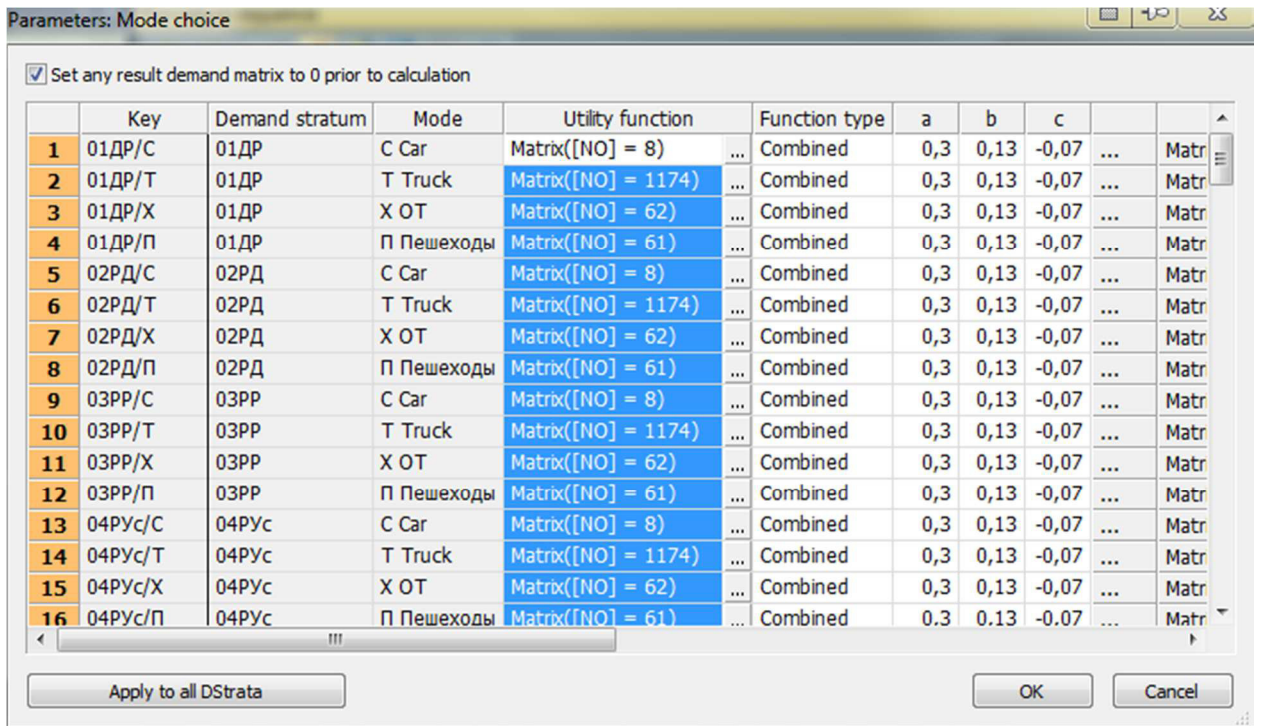 Parameters: Mode choice
Set any result demand matrix to 0 prior to calculation
Key Demand stratum Mode Utility function Function type a b c
1 01ДР/C 01ДР C Car Matrix([NO] = 8) ... Combined 0,3 0,13 -0,07 ... Matr
2 01ДР/T 01ДР T Truck Matrix([NO] = 1174) ... Combined 0,3 0,13 -0,07 ... Matr
3 01ДР/X 01ДР X ОТ Matrix([NO] = 62) ... Combined 0,3 0,13 -0,07 ... Matr
4 01ДР/П 01ДР П Пешеходы Matrix([NO] = 61) ... Combined 0,3 0,13 -0,07 ... Matr
5 02РД/C 02РД C Car Matrix([NO] = 8) ... Combined 0,3 0,13 -0,07 ... Matr
6 02РД/T 02РД T Truck Matrix([NO] = 1174) ... Combined 0,3 0,13 -0,07 ... Matr
7 02РД/X 02РД X ОТ Matrix([NO] = 62) ... Combined 0,3 0,13 -0,07 ... Matr
8 02РД/П 02РД П Пешеходы Matrix([NO] = 61) ... Combined 0,3 0,13 -0,07 ... Matr
9 03РР/C 03РР C Car Matrix([NO] = 8) ... Combined 0,3 0,13 -0,07 ... Matr
10 03РР/T 03РР T Truck Matrix([NO] = 1174) ... Combined 0,3 0,13 -0,07 ... Matr
11 03РР/X 03РР X ОТ Matrix([NO] = 62) ... Combined 0,3 0,13 -0,07 ... Matr
12 03РР/П 03РР П Пешеходы Matrix([NO] = 61) ... Combined 0,3 0,13 -0,07 ... Matr
13 04РУс/C 04РУс C Car Matrix([NO] = 8) ... Combined 0,3 0,13 -0,07 ... Matr
14 04РУс/T 04РУс T Truck Matrix([NO] = 1174) ... Combined 0,3 0,13 -0,07 ... Matr
15 04РУс/X 04РУс X ОТ Matrix([NO] = 62) ... Combined 0,3 0,13 -0,07 ... Matr
16 04РУс/П 04РУс П Пешеходы Matrix([NO] = 61) ... Combined 0,3 0,13 -0,07 ... Matr
Apply to all DStrata OK Cancel